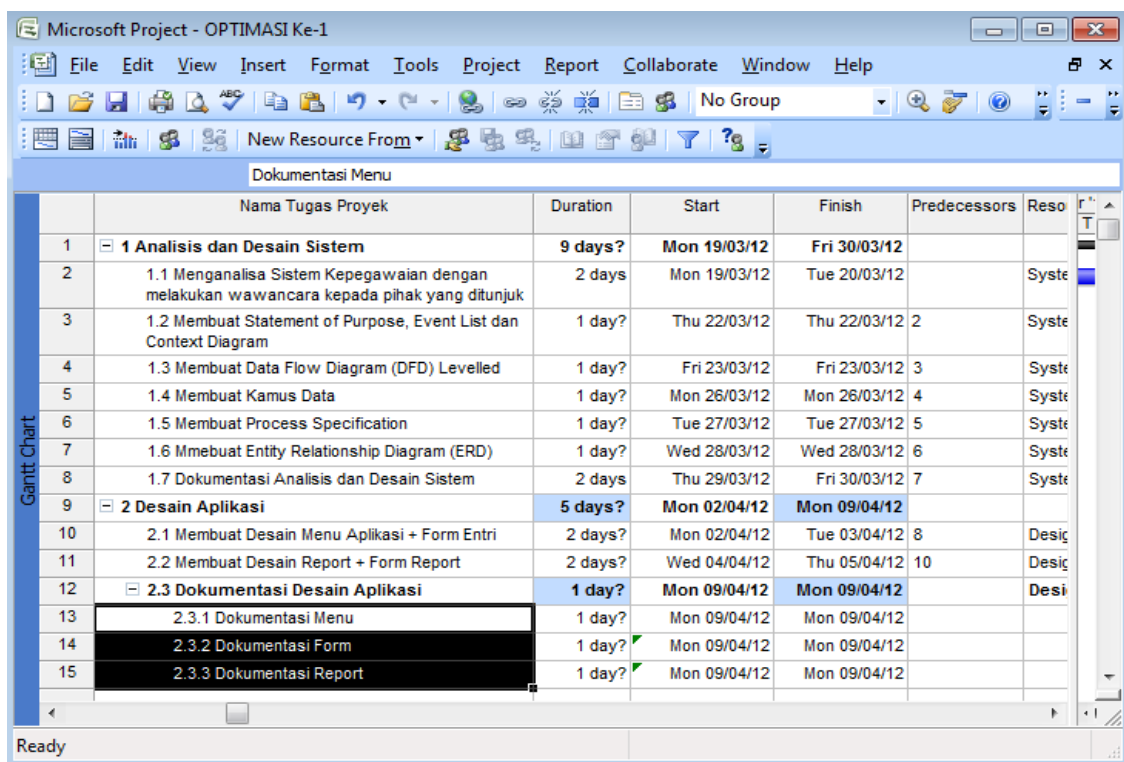 Microsoft Project - OPTIMASI Ke-1
File Edit View Insert Format Tools Project Report Collaborate Window Help
ABC No Group
New Resource From
Dokumentasi Menu
Nama Tugas Proyek Duration Start Finish Predecessors Reso r
T
1 1 Analisis dan Desain Sistem 9 days? Mon 19/03/12 Fri 30/03/12
2 1.1 Menganalisa Sistem Kepegawaian dengan 2 days Mon 19/03/12 Tue 20/03/12 Syste
melakukan wawancara kepada pihak yang ditunjuk
3 1.2 Membuat Statement of Purpose, Event List dan 1 day? Thu 22/03/12 Thu 22/03/12 2 Syste
Context Diagram
4 1.3 Membuat Data Flow Diagram (DFD) Levelled 1 day? Fri 23/03/12 Fri 23/03/12 3 Syste
5 1.4 Membuat Kamus Data 1 day? Mon 26/03/12 Mon 26/03/12 4 Syste
6 1.5 Membuat Process Specification 1 day? Tue 27/03/12 Tue 27/03/12 5 Syste
7 1.6 Mmebuat Entity Relationship Diagram (ERD) 1 day? Wed 28/03/12 Wed 28/03/12 6 Syste
8 1.7 Dokumentasi Analisis dan Desain Sistem 2 days Thu 29/03/12 Fri 30/03/12 7 Syste
9 2 Desain Aplikasi 5 days? Mon 02/04/12 Mon 09/04/12
10 2.1 Membuat Desain Menu Aplikasi + Form Entri 2 days? Mon 02/04/12 Tue 03/04/12 8 Desig
11 2.2 Membuat Desain Report + Form Report 2 days? Wed 04/04/12 Thu 05/04/12 10 Desig
12 2.3 Dokumentasi Desain Aplikasi 1 day? Mon 09/04/12 Mon 09/04/12 Desi
13 2.3.1 Dokumentasi Menu 1 day? Mon 09/04/12 Mon 09/04/12
14 2.3.2 Dokumentasi Form 1 day? Mon 09/04/12 Mon 09/04/12
15 2.3.3 Dokumentasi Report 1 day? Mon 09/04/12 Mon 09/04/12
Gantt Chart
Ready